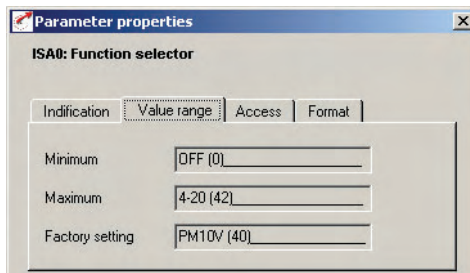 Parameter properties
ISA0: Function selector
Indification Value range Access Format
Minimum OFF (0)
Maximum 4-20 (42)
Factory setting PM10V (40)